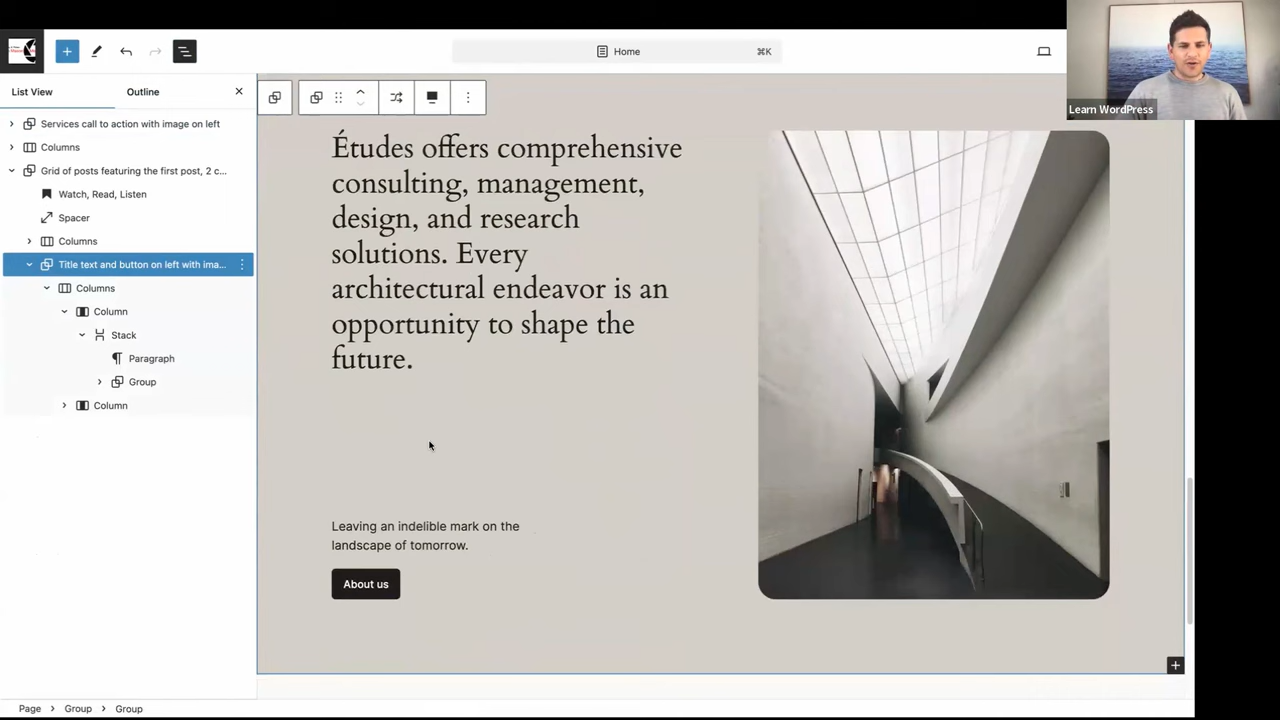 Home
⌘K
Learn WordPress
List View
Outline
Services call to action with image on left
Columns
Grid of posts featuring the first post, 2 c...
Watch, Read, Listen
Spacer
Columns
Title text and button on left with ima...
Columns
Column
Stack
Paragraph
Group
Column
Études offers comprehensive
consulting, management,
design, and research
solutions. Every
architectural endeavor is an
opportunity to shape the
future.
Leaving an indelible mark on the
landscape of tomorrow.
About us
Page > Group > Group